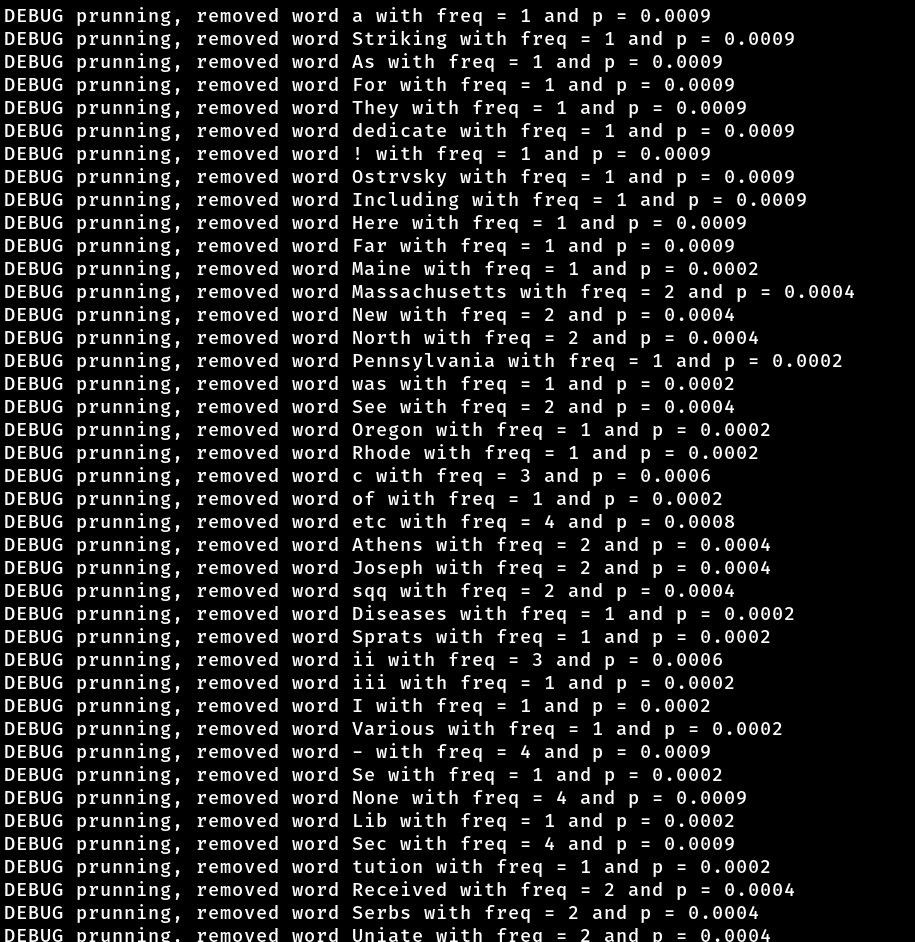 DEBUG prunning, removed word a with freq = 1 and p = 0.0009
DEBUG prunning, removed word Striking with freq = 1 and p = 0.0009
DEBUG prunning, removed word As with freq = 1 and p = 0.0009
DEBUG prunning, removed word For with freq = 1 and p = 0.0009
DEBUG prunning, removed word They with freq = 1 and p = 0.0009
DEBUG prunning, removed word dedicate with freq = 1 and p = 0.0009
DEBUG prunning, removed word ! with freq = 1 and p = 0.0009
DEBUG prunning, removed word Ostrvsky with freq = 1 and p = 0.0009
DEBUG prunning, removed word Including with freq = 1 and p = 0.0009
DEBUG prunning, removed word Here with freq = 1 and p = 0.0009
DEBUG prunning, removed word Far with freq = 1 and p = 0.0009
DEBUG prunning, removed word Maine with freq = 1 and p = 0.0002
DEBUG prunning, removed word Massachusetts with freq = 2 and p = 0.0004
DEBUG prunning, removed word New with freq = 2 and p = 0.0004
DEBUG prunning, removed word North with freq = 2 and p = 0.0004
DEBUG prunning, removed word Pennsylvania with freq = 1 and p = 0.0002
DEBUG prunning, removed word was with freq = 1 and p = 0.0002
DEBUG prunning, removed word See with freq = 2 and p = 0.0004
DEBUG prunning, removed word Oregon with freq = 1 and p = 0.0002
DEBUG prunning, removed word Rhode with freq = 1 and p = 0.0002
DEBUG prunning, removed word c with freq = 3 and p = 0.0006
DEBUG prunning, removed word of with freq = 1 and p = 0.0002
DEBUG prunning, removed word etc with freq = 4 and p = 0.0008
DEBUG prunning, removed word Athens with freq = 2 and p = 0.0004
DEBUG prunning, removed word Joseph with freq = 2 and p = 0.0004
DEBUG prunning, removed word sqq with freq = 2 and p = 0.0004
DEBUG prunning, removed word Diseases with freq = 1 and p = 0.0002
DEBUG prunning, removed word Sprats with freq = 1 and p = 0.0002
DEBUG prunning, removed word ii with freq = 3 and p = 0.0006
DEBUG prunning, removed word iii with freq = 1 and p = 0.0002
DEBUG prunning, removed word I with freq = 1 and p = 0.0002
DEBUG prunning, removed word Various with freq = 1 and p = 0.0002
DEBUG prunning, removed word - with freq = 4 and p = 0.0009
DEBUG prunning, removed word Se with freq = 1 and p = 0.0002
DEBUG prunning, removed word None with freq = 4 and p = 0.0009
DEBUG prunning, removed word Lib with freq = 1 and p = 0.0002
DEBUG prunning, removed word Sec with freq = 4 and p = 0.0009
DEBUG prunning, removed word tution with freq = 1 and p = 0.0002
DEBUG prunning, removed word Received with freq = 2 and p = 0.0004
DEBUG prunning, removed word Serbs with freq = 2 and p = 0.0004
DEBUG prunning, removed word Uniate with freq = 2 and p = 0.0004